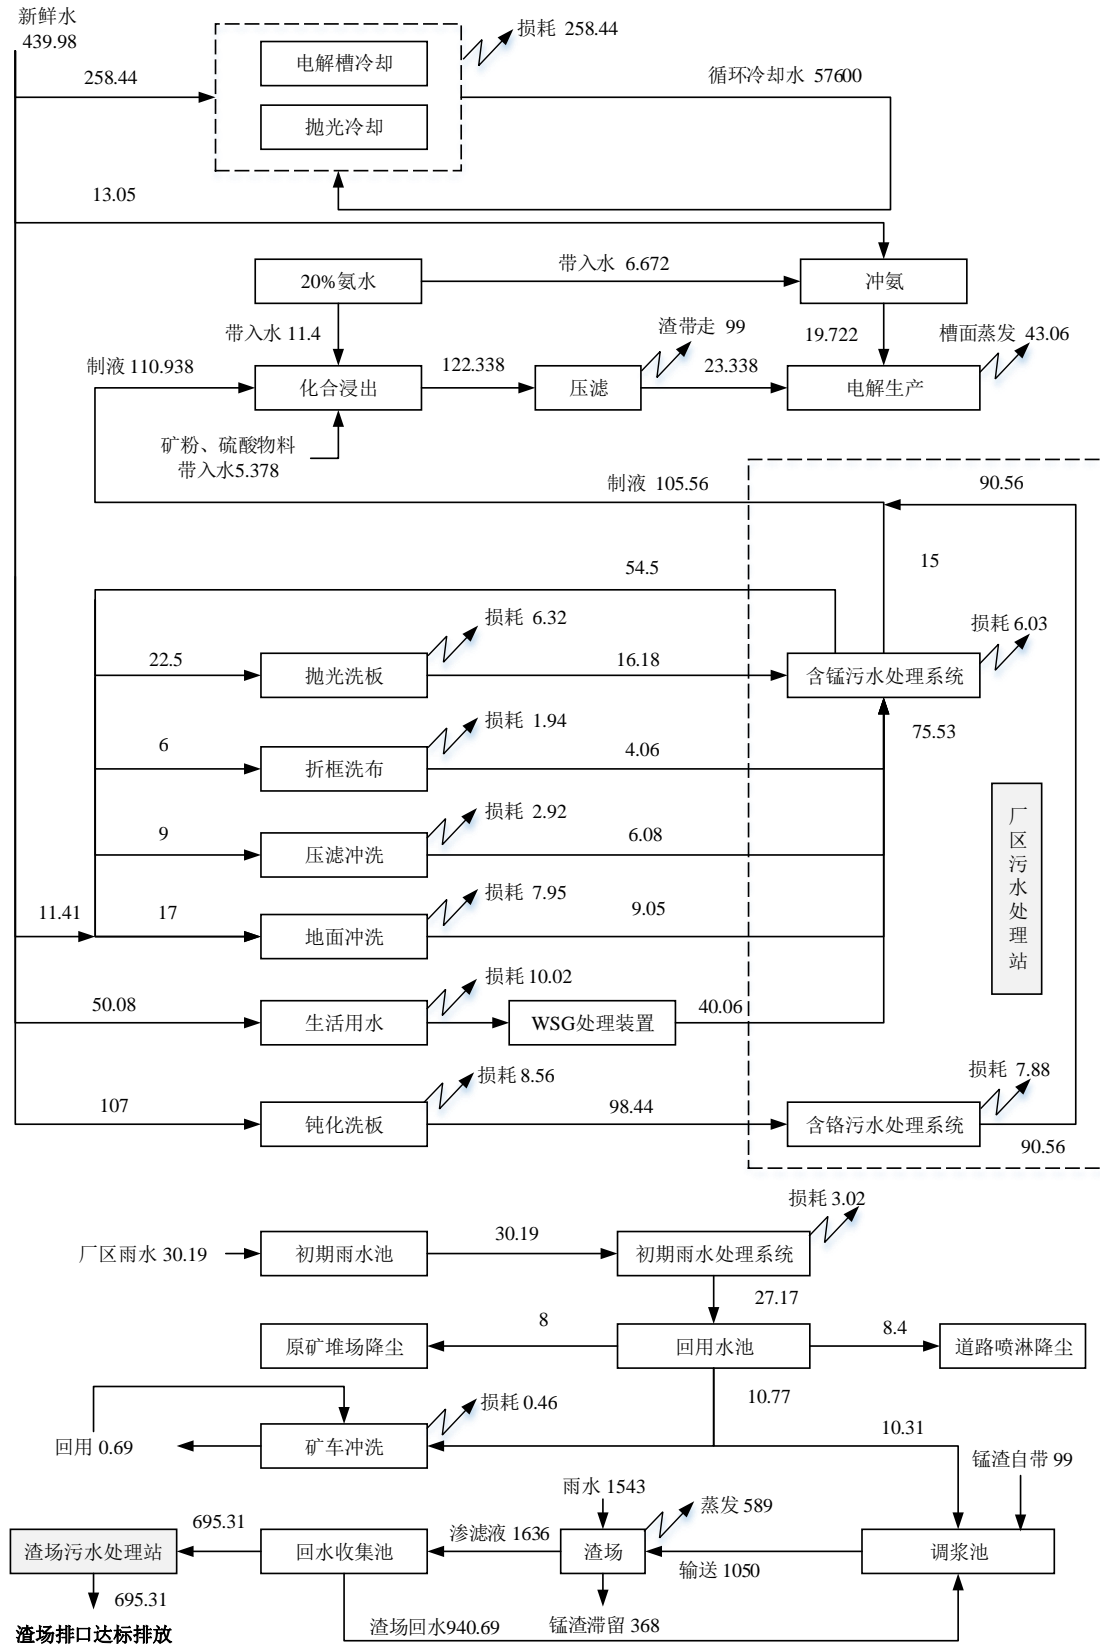 新鲜水
439.98
损耗 258.44
电解槽冷却
258.44
循环冷却水 57600
抛光冷却
13.05
20%氨水
带入水 6.672
冲氨
带入水 11.4
渣带走 99
19.722
槽面蒸发 43.06
制液 110.938
化合浸出
122.338
压滤
23.338
电解生产
矿粉、硫酸物料
带入水5.378
制液 105.56
90.56
15
54.5
损耗 6.32
损耗 6.03
22.5
抛光洗板
16.18
含锰污水处理系统
损耗 1.94
75.53
6
折框洗布
4.06
损耗 2.92
厂区污水处理站
9
压滤冲洗
6.08
损耗 7.95
11.41
17
地面冲洗
9.05
损耗 10.02
50.08
生活用水
WSG处理装置
40.06
损耗 8.56
损耗 7.88
107
钝化洗板
98.44
含铬污水处理系统
90.56
损耗 3.02
厂区雨水 30.19
初期雨水池
30.19
初期雨水处理系统
27.17
原矿堆场降尘
8
回用水池
8.4
道路喷淋降尘
10.77
损耗 0.46
回用 0.69
矿车冲洗
10.31
锰渣自带 99
雨水 1543
蒸发 589
695.31
渗滤液 1636
渣场污水处理站
回水收集池
渣场
输送 1050
调浆池
695.31
渣场排口达标排放
渣场回水940.69
锰渣滞留 368